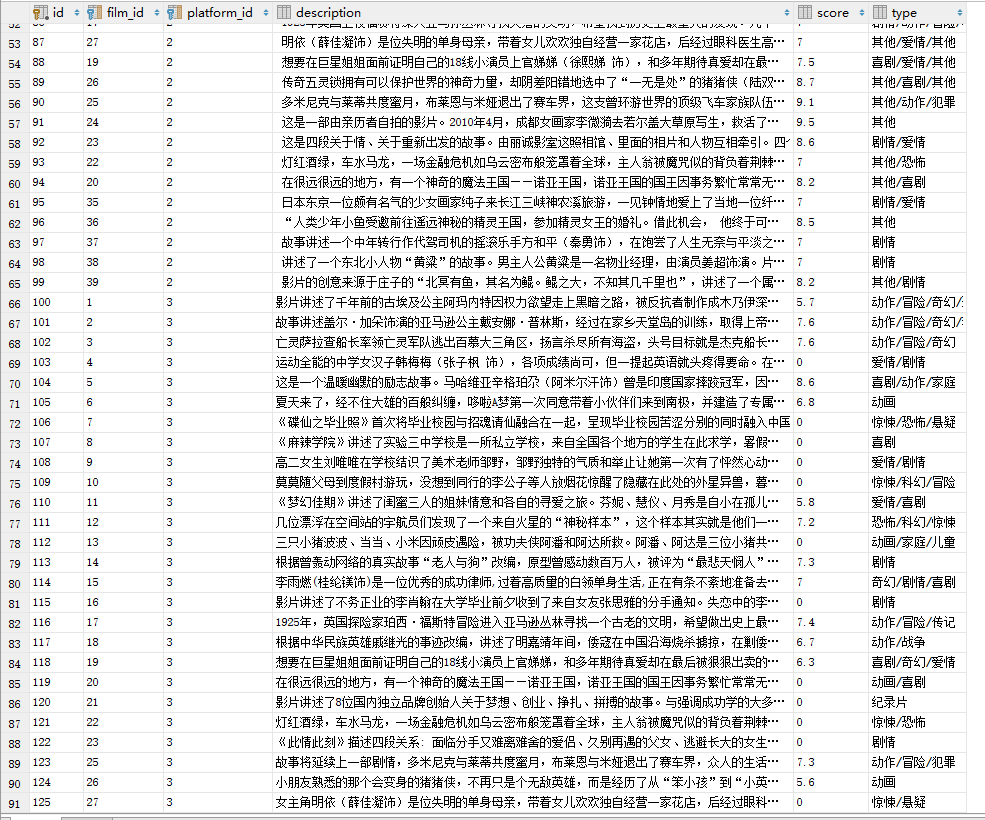 id film_id platform_id description score type
53 87 27 2 明依（薛佳凝饰）是位失明的单身母亲，带着女儿欢欢独自经营一家花店，后经过眼科医生高… 7 其他/爱情/其他
54 88 19 2 想要在巨星姐姐面前证明自己的18线小演员上官娣娣（徐熙娣 饰），和多年期待真爱却在最… 7.5 喜剧/爱情/其他
55 89 26 2 传奇五灵锁拥有可以保护世界的神奇力量，却阴差阳错地选中了“一无是处”的猪猪侠（陆双… 8.7 其他/喜剧/其他
56 90 25 2 多米尼克与莱蒂共度蜜月，布莱恩与米娅退出了赛车界，这支曾环游世界的顶级飞车家族队伍… 9.1 其他/动作/犯罪
57 91 24 2 这是一部由亲历者自拍的影片。2010年4月，成都女画家李微漪去若尔盖大草原写生，救活了… 9.5 其他
58 92 23 2 这是四段关于情、关于重新出发的故事。由丽诚影室这照相馆、里面的相片和人物互相牵引。四 8.6 剧情/爱情
59 93 22 2 灯红酒绿，车水马龙，一场金融危机如乌云密布般笼罩着全球，主人翁被魔咒似的背负着荆棘… 7 其他/恐怖
60 94 20 2 在很远很远的地方，有一个神奇的魔法王国——诺亚王国，诺亚王国的国王因事务繁忙常常无… 8.2 其他/喜剧
61 95 35 2 日本东京一位颇有名气的少女画家纯子来长江三峡神农溪旅游，一见钟情地爱上了当地一位纤… 7 剧情/爱情
62 96 36 2 “人类少年小鱼受邀前往遥远神秘的精灵王国，参加精灵女王的婚礼。借此机会， 他终于可… 8.5 其他
63 97 37 2 故事讲述一个中年转行作代驾司机的摇滚乐手方和平（秦勇饰），在饱尝了人生无奈与平淡之… 7 剧情
64 98 38 2 讲述了一个东北小人物“黄粱”的故事。男主人公黄粱是一名物业经理，由演员姜超饰演。片… 7 剧情
65 99 39 2 影片的创意来源于庄子的“北冥有鱼，其名为鲲。鲲之大，不知其几千里也”，讲述了一个属… 8.2 其他/剧情
66 100 1 3 影片讲述了千年前的古埃及公主阿玛内特因权力欲望走上黑暗之路，被反抗者制作成木乃伊深… 5.7 动作/冒险/奇幻/
67 101 2 3 故事讲述盖尔·加朵饰演的亚马逊公主戴安娜·普林斯，经过在家乡天堂岛的训练，取得上帝… 7.6 动作/冒险/奇幻/
68 102 3 3 亡灵萨拉查船长率领亡灵军队逃出百慕大三角区，扬言杀尽所有海盗，头号目标就是杰克船长… 7.6 动作/冒险/奇幻
69 103 4 3 运动全能的中学女汉子韩梅梅（张子枫 饰），各项成绩尚可，但一提起英语就头疼得要命。在… 0 爱情/剧情
70 104 5 3 这是一个温暖幽默的励志故事。马哈维亚辛格珀尕（阿米尔汗饰）曾是印度国家摔跤冠军，因… 8.6 喜剧/动作/家庭
71 105 6 3 夏天来了，经不住大雄的百般纠缠，哆啦A梦第一次同意带着小伙伴们来到南极，并建造了专属… 6.8 动画
72 106 7 3 《碟仙之毕业照》首次将毕业校园与招魂请仙融合在一起，呈现毕业校园苦涩分别的同时融入中国 0 惊悚/恐怖/悬疑
73 107 8 3 《麻辣学院》讲述了实验三中学校是一所私立学校，来自全国各个地方的学生在此求学，暑假… 0 喜剧
74 108 9 3 高二女生刘唯唯在学校结识了美术老师邹野，邹野独特的气质和举止让她第一次有了怦然心动… 0 爱情/剧情
75 109 10 3 莫莫随父母到度假村游玩，没想到同行的李公子等人放烟花惊醒了隐藏在此处的外星异兽，暮… 0 惊悚/科幻/冒险
76 110 11 3 《梦幻佳期》讲述了闺蜜三人的姐妹情意和各自的寻爱之旅。芬妮、慧仪、月秀是自小在孤儿… 5.8 爱情/喜剧
77 111 12 3 几位漂浮在空间站的宇航员们发现了一个来自火星的“神秘样本”，这个样本其实就是他们一… 7.2 恐怖/科幻/惊悚
78 112 13 3 三只小猪波波、当当、小米因顽皮遇险，被功夫侠阿潘和阿达所救。阿潘、阿达是三位小猪共… 0 动画/家庭/儿童
79 113 14 3 根据曾轰动网络的真实故事“老人与狗”改编，原型曾感动数百万人，被评为“最悲天悯人”… 7.3 剧情
80 114 15 3 李雨燃(桂纶镁饰)是一位优秀的成功律师,过着高质量的白领单身生活,正在有条不紊地准备去… 7 奇幻/剧情/喜剧
81 115 16 3 影片讲述了不务正业的李肖翰在大学毕业前夕收到了来自女友张思雅的分手通知。失恋中的李… 0 剧情
82 116 17 3 1925年，英国探险家珀西·福斯特冒险进入亚马逊丛林寻找一个古老的文明，希望做出史上最… 7.4 动作/冒险/传记
83 117 18 3 根据中华民族英雄戚继光的事迹改编，讲述了明嘉靖年间，倭寇在中国沿海烧杀掳掠，在剿倭… 6.7 动作/战争
84 118 19 3 想要在巨星姐姐面前证明自己的18线小演员上官娣娣，和多年期待真爱却在最后被狠狠出卖的… 6.3 喜剧/奇幻/爱情
85 119 20 3 在很远很远的地方，有一个神奇的魔法王国——诺亚王国，诺亚王国的国王因事务繁忙常常无… 0 动画/喜剧
86 120 21 3 影片讲述了8位国内独立品牌创始人关于梦想、创业、挣扎、拼搏的故事。与强调成功学的大多… 0 纪录片
87 121 22 3 灯红酒绿，车水马龙，一场金融危机如乌云密布般笼罩着全球，主人翁被魔咒似的背负着荆棘… 0 惊悚/恐怖
88 122 23 3 《此情此刻》描述四段关系：面临分手又难离难舍的爱侣、久别再遇的父女、逃避长大的女生… 0 剧情
89 123 25 3 故事将延续上一部剧情，多米尼克与莱蒂共度蜜月，布莱恩与米娅退出了赛车界，众人的生活… 7.3 动作/冒险/犯罪
90 124 26 3 小朋友熟悉的那个会变身的猪猪侠，不再只是个无敌英雄，而是经历了从“笨小孩”到“小英… 5.6 动画
91 125 27 3 女主角明依（薛佳凝饰）是位失明的单身母亲，带着女儿欢欢独自经营一家花店，后经过眼科… 0 惊悚/悬疑